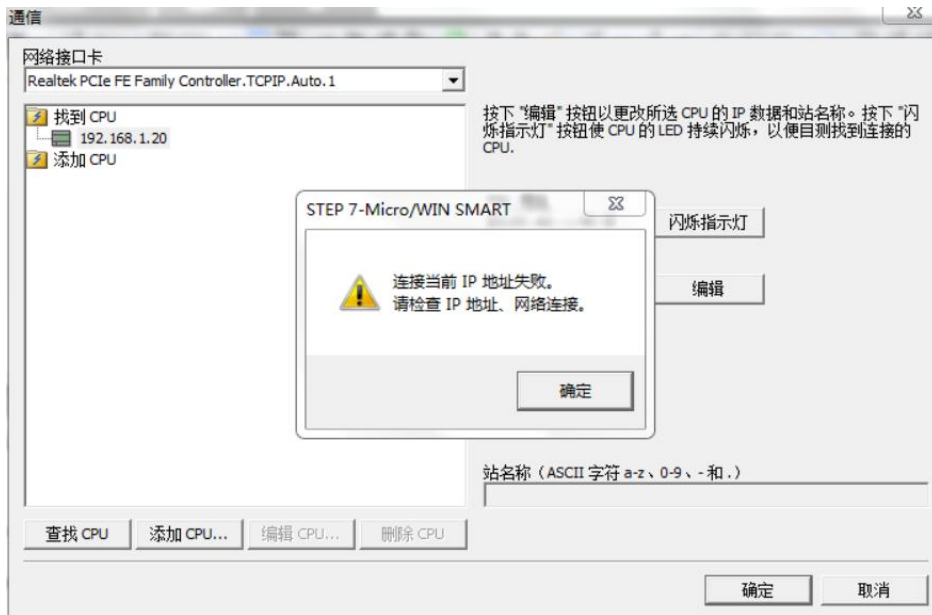 通信
网络接口卡
Realtek PCIe FE Family Controller.TCPIP.Auto.1
找到 CPU
192.168.1.20
添加 CPU
按下 "编辑" 按钮以更改所选 CPU 的 IP 数据和站名称。按下 "闪
烁指示灯" 按钮使 CPU 的 LED 持续闪烁，以便目测找到连接的
CPU.
STEP 7-Micro/WIN SMART
闪烁指示灯
连接当前 IP 地址失败。
请检查 IP 地址、网络连接。
编辑
确定
站名称（ASCII 字符 a-z、0-9、- 和 .）
查找 CPU
添加 CPU...
编辑 CPU...
删除 CPU
确定
取消